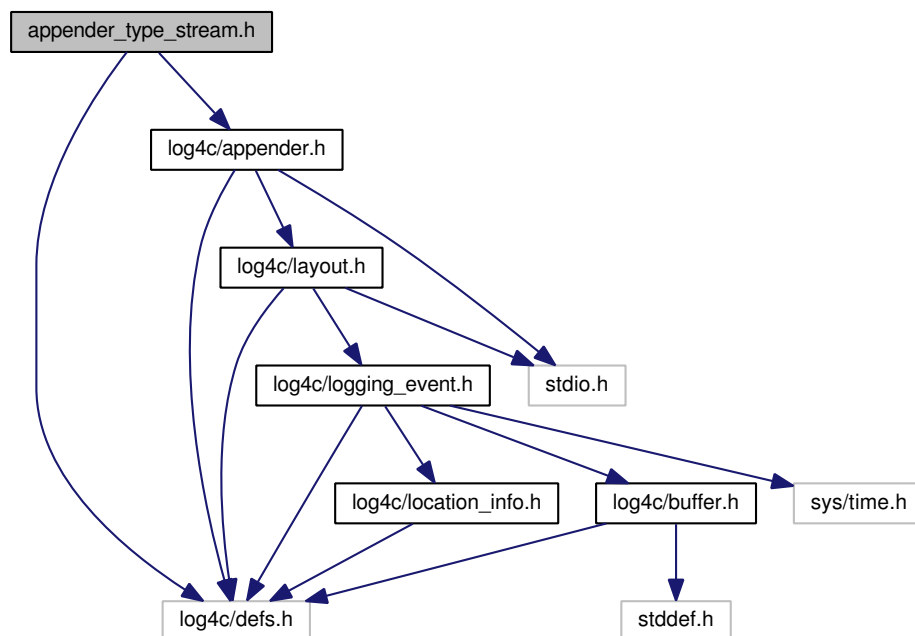 appender_type_stream.h
log4c/appender.h
log4c/layout.h
log4c/logging_event.h
stdio.h
log4c/location_info.h
log4c/buffer.h
sys/time.h
log4c/defs.h
stddef.h